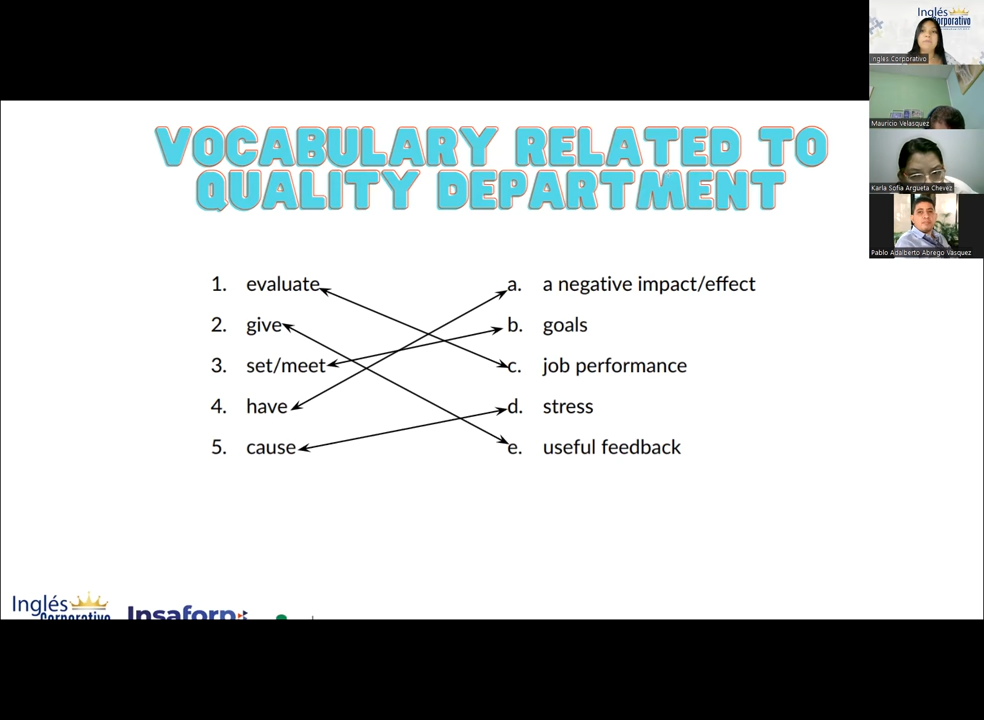 Inglés
Corporativo
Ingles Corporativo
Mauricio Velasquez
Karla Sofia Argueta Chevez
Pablo Adalberto Abrego Vasquez
VOCABULARY RELATED TO
QUALITY DEPARTMENT
1. evaluate
2. give
3. set/meet
4. have
5. cause
a. a negative impact/effect
b. goals
c. job performance
d. stress
e. useful feedback
Inglés
Corporativo
Insaforp